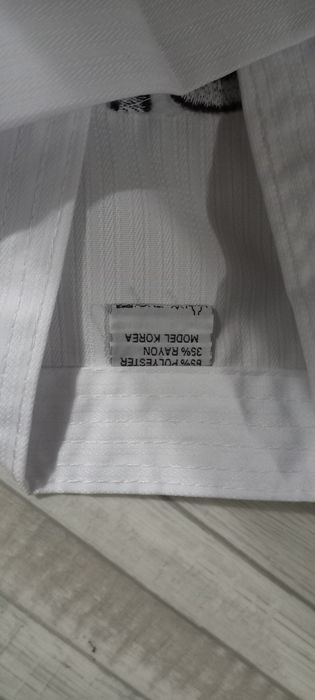 65% POLYESTER
35% RAYON
MODEL KOREA